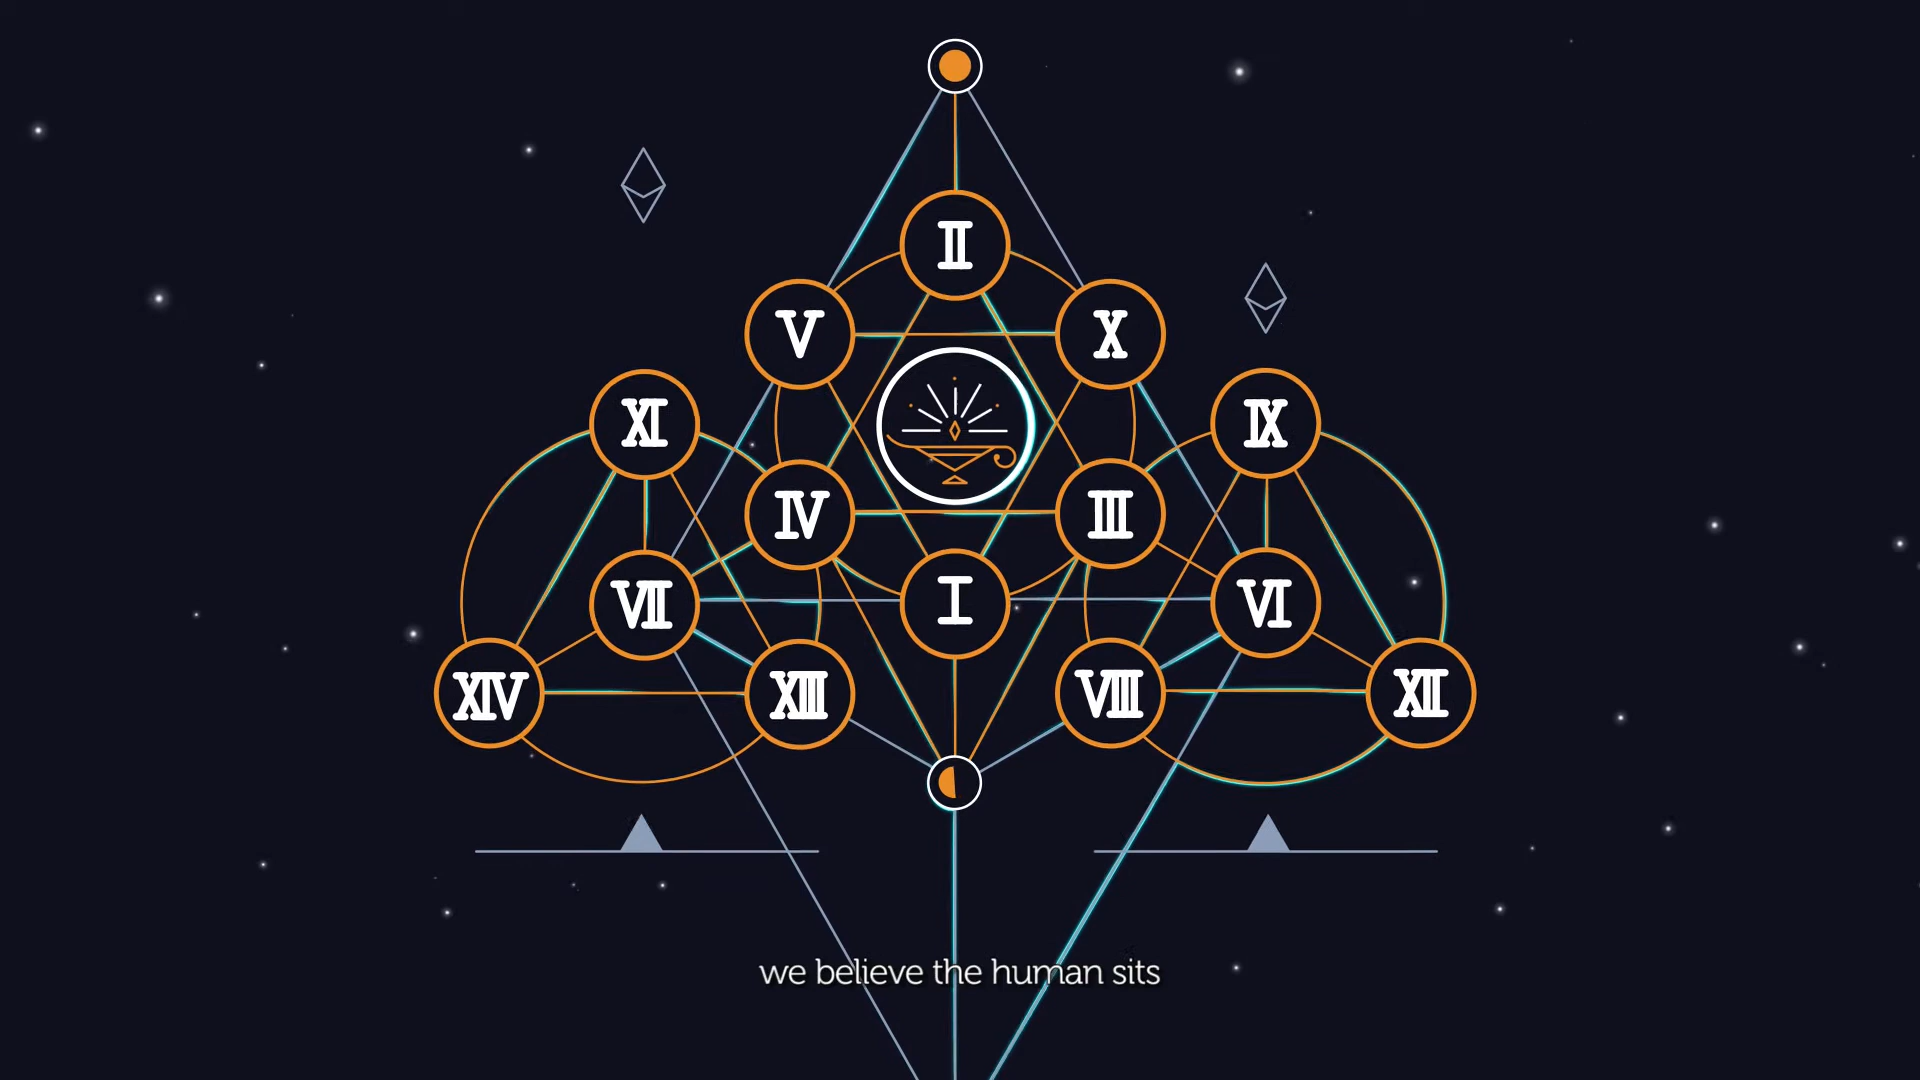 II
V
X
XI
IX
IV
III
VII
I
VI
XIV
XIII
VIII
XII
we believe the human sits